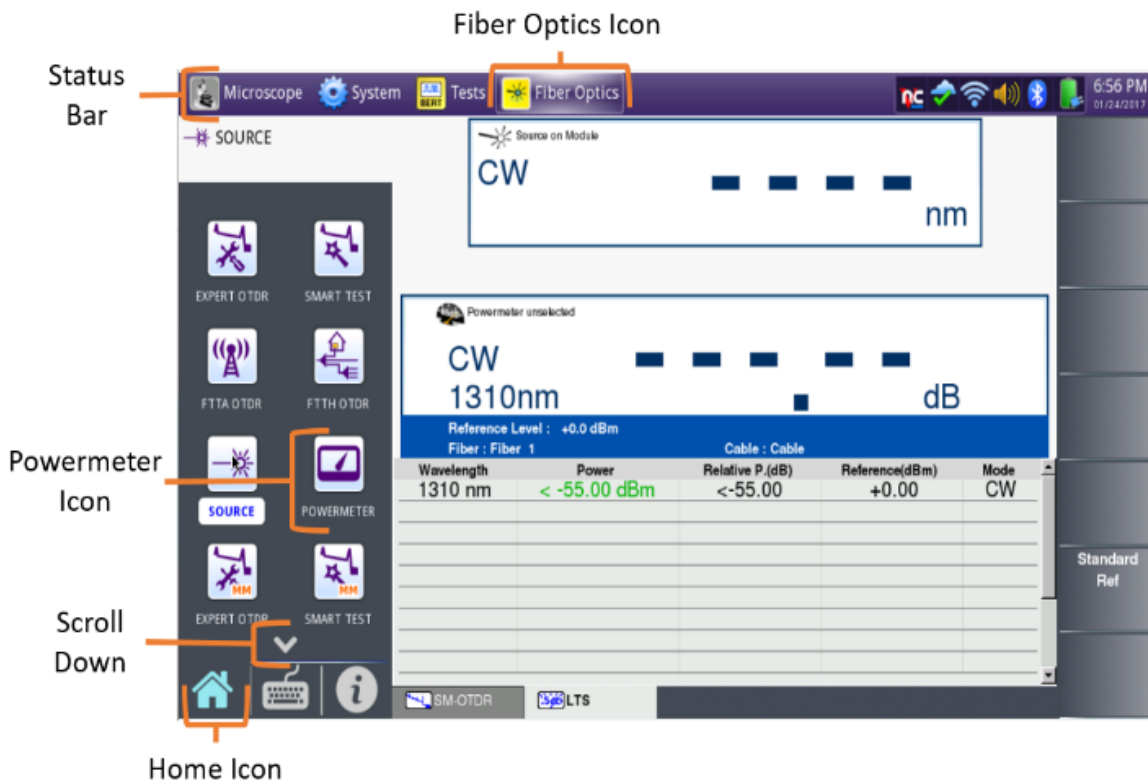 Fiber Optics Icon
Status
Bar
Microscope System BERT Tests Fiber Optics
6:56 PM
01/24/2017
SOURCE
Source on Module
CW
nm
EXPERT OTDR SMART TEST
Powermeter unselected
CW
1310nm dB
FTTA OTDR FTTH OTDR
Reference Level : +0.0 dBm
Fiber : Fiber 1 Cable : Cable
Powermeter
Icon
SOURCE POWERMETER
Wavelength Power Relative P.(dB) Reference(dBm) Mode
1310 nm < -55.00 dBm <-55.00 +0.00 CW
Standard
Ref
MM MM
EXPERT OTDR SMART TEST
Scroll
Down
SM-OTDR LTS
Home Icon